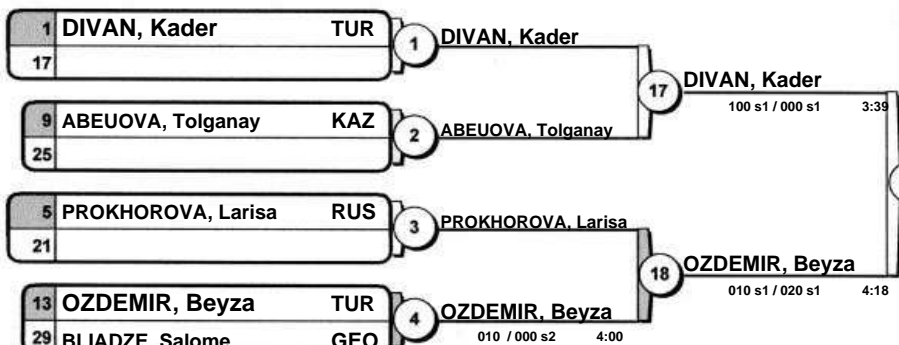 1 DIVAN, Kader TUR
17
1
DIVAN, Kader
17
DIVAN, Kader
100 s1 / 000 s1 3:39
9 ABEUOVA, Tolganay KAZ
25
2
ABEUOVA, Tolganay
5 PROKHOROVA, Larisa RUS
21
3
PROKHOROVA, Larisa
18
OZDEMIR, Beyza
010 s1 / 020 s1 4:18
13 OZDEMIR, Beyza TUR
29 BLIADZE, Salome GEO
4
OZDEMIR, Beyza
010 / 000 s2 4:00